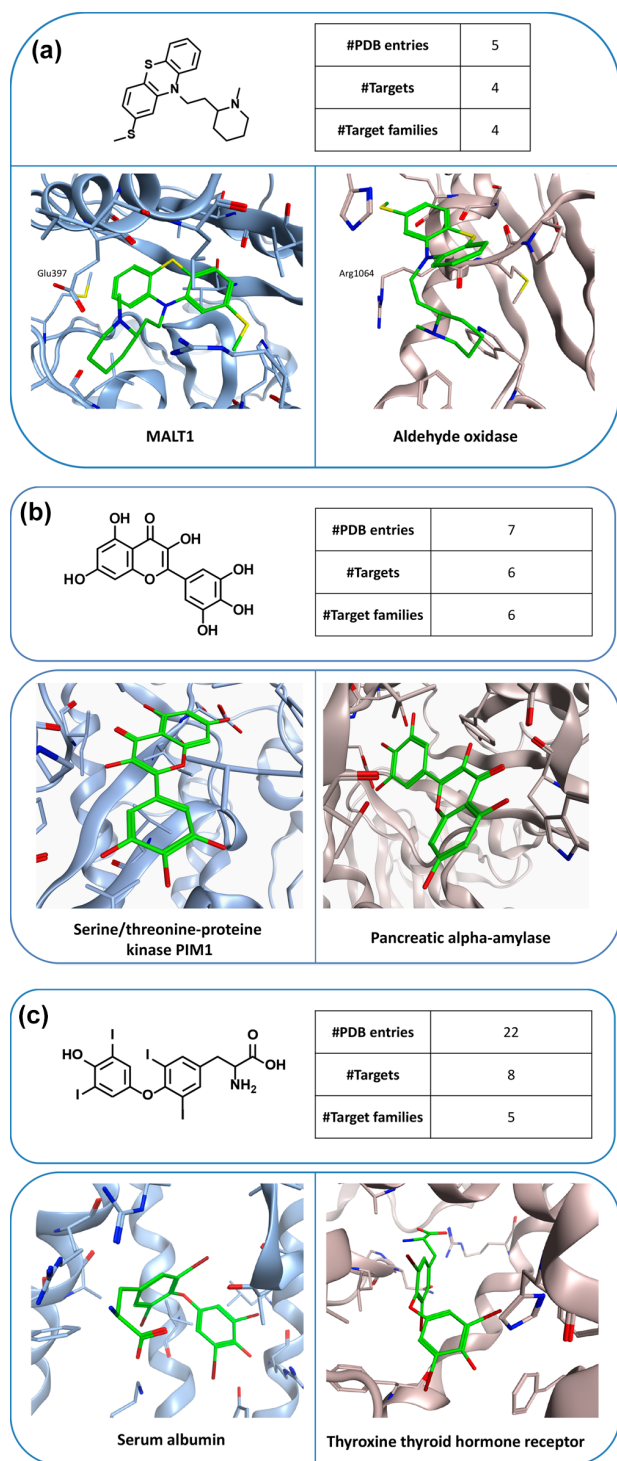 (a)
S
N
N
S
#PDB entries 5
#Targets 4
#Target families 4
Glu397
Arg1064
MALT1
Aldehyde oxidase
(b)
OH O
OH
HO
O
OH
OH
OH
#PDB entries 7
#Targets 6
#Target families 6
Serine/threonine-proteine
kinase PIM1
Pancreatic alpha-amylase
(c)
I
HO
I
O
OH
I
O
NH2
I
#PDB entries 22
#Targets 8
#Target families 5
Serum albumin
Thyroxine thyroid hormone receptor